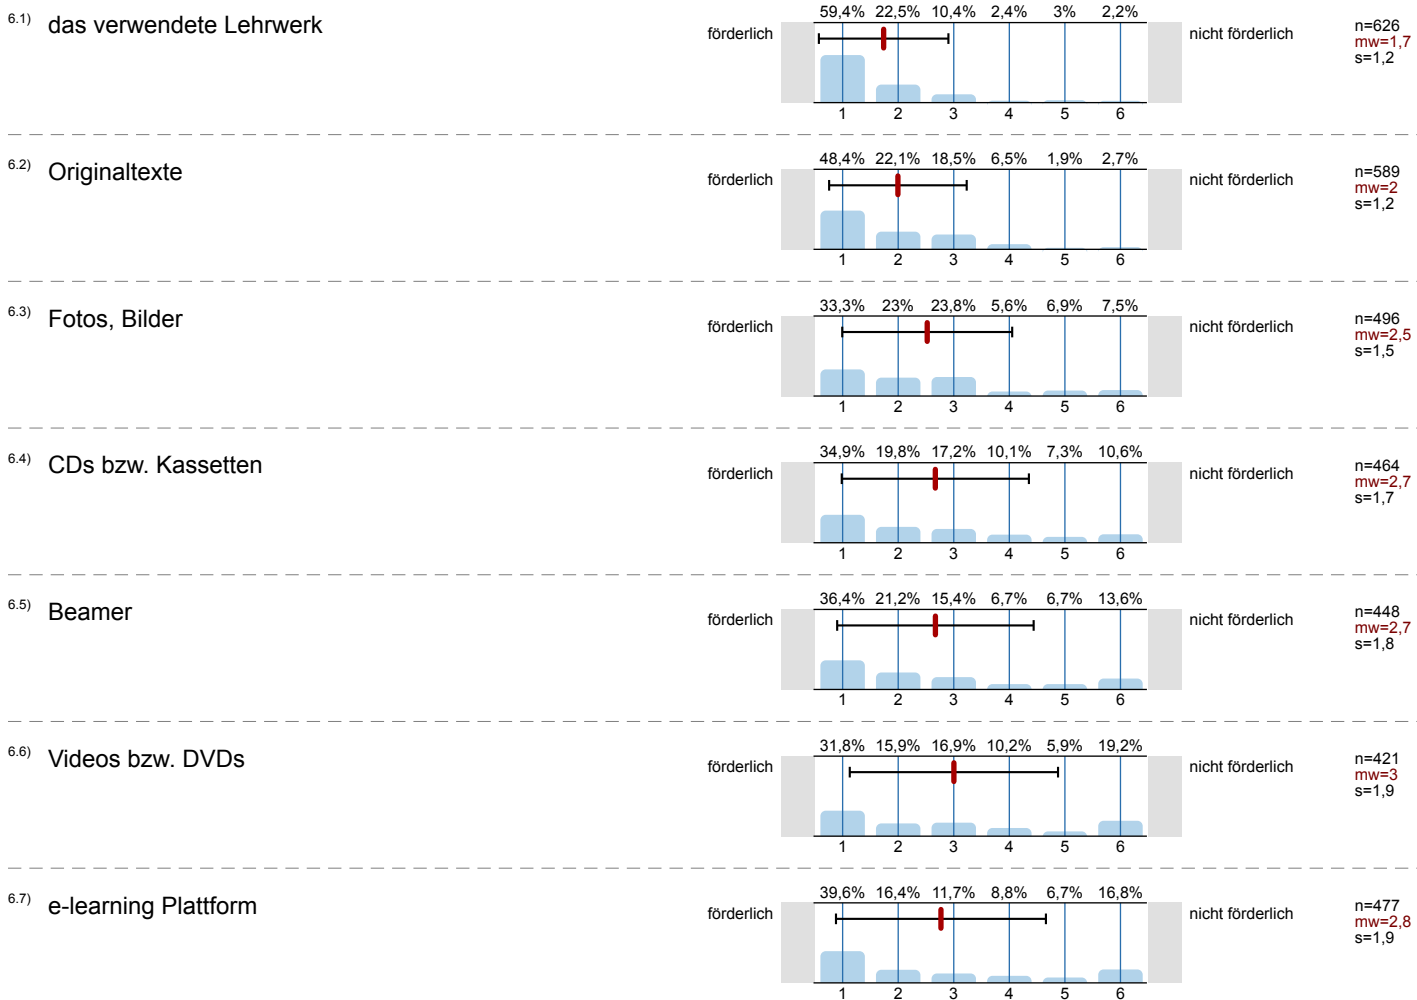 6.1) das verwendete Lehrwerk
59,4% 22,5% 10,4% 2,4% 3% 2,2%
förderlich nicht förderlich
n=626
mw=1,7
s=1,2
1 2 3 4 5 6
6.2) Originaltexte
48,4% 22,1% 18,5% 6,5% 1,9% 2,7%
förderlich nicht förderlich
n=589
mw=2
s=1,2
1 2 3 4 5 6
6.3) Fotos, Bilder
33,3% 23% 23,8% 5,6% 6,9% 7,5%
förderlich nicht förderlich
n=496
mw=2,5
s=1,5
1 2 3 4 5 6
6.4) CDs bzw. Kassetten
34,9% 19,8% 17,2% 10,1% 7,3% 10,6%
förderlich nicht förderlich
n=464
mw=2,7
s=1,7
1 2 3 4 5 6
6.5) Beamer
36,4% 21,2% 15,4% 6,7% 6,7% 13,6%
förderlich nicht förderlich
n=448
mw=2,7
s=1,8
1 2 3 4 5 6
6.6) Videos bzw. DVDs
31,8% 15,9% 16,9% 10,2% 5,9% 19,2%
förderlich nicht förderlich
n=421
mw=3
s=1,9
1 2 3 4 5 6
6.7) e-learning Plattform
39,6% 16,4% 11,7% 8,8% 6,7% 16,8%
förderlich nicht förderlich
n=477
mw=2,8
s=1,9
1 2 3 4 5 6